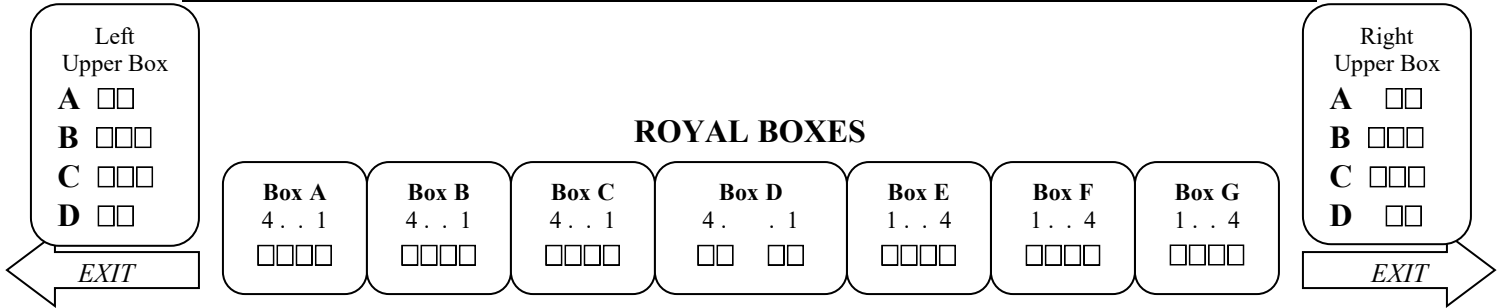 Left
Upper Box
A □□
B □□□
C □□□
D □□
EXIT
ROYAL BOXES
Box A
4 . . 1
□□□□
Box B
4 . . 1
□□□□
Box C
4 . . 1
□□□□
Box D
4 . . 1
□□ □□
Box E
1 . . 4
□□□□
Box F
1 . . 4
□□□□
Box G
1 . . 4
□□□□
Right
Upper Box
A □□
B □□□
C □□□
D □□
EXIT